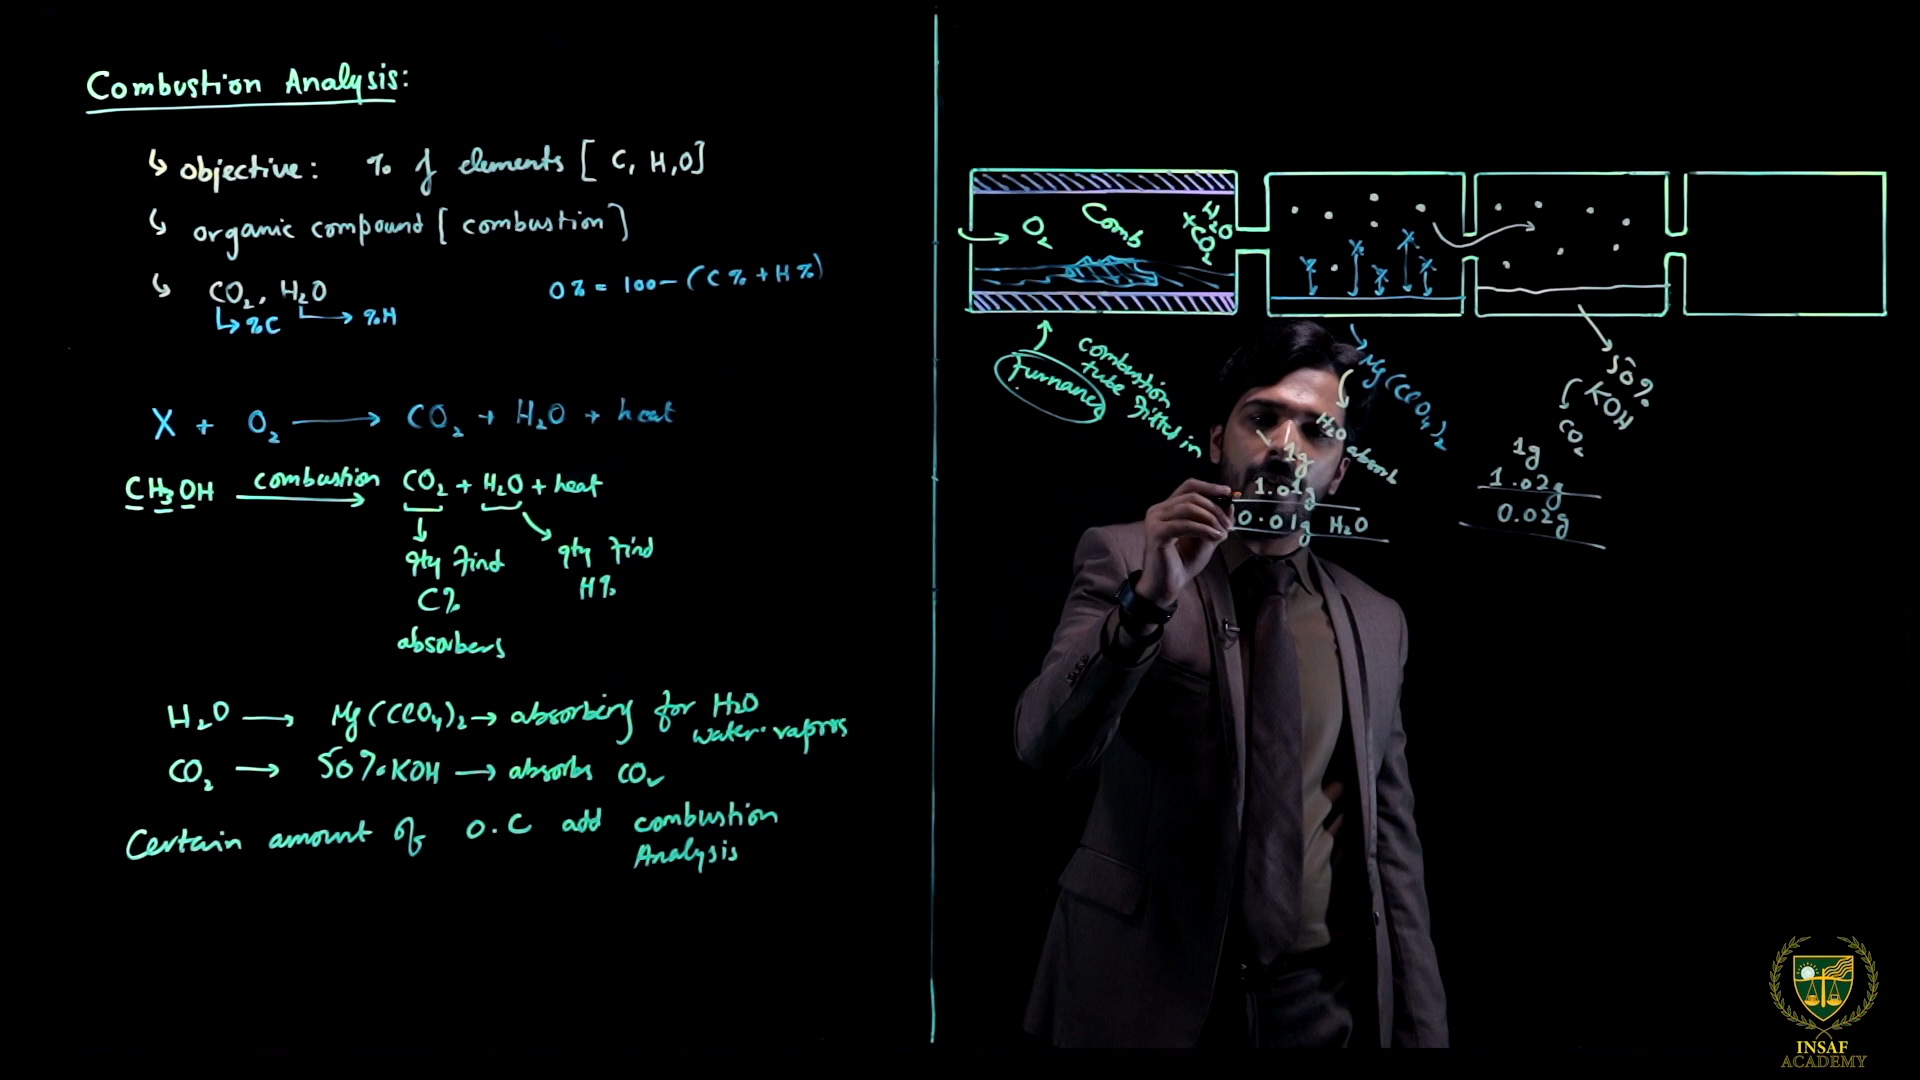 Combustion Analysis:
↳ objective: % of elements [C, H, O]
↳ organic compound [combustion]
↳ CO₂, H₂O
↳ %C ↳ %H
O% = 100 - (C% + H%)
X + O₂ → CO₂ + H₂O + heat
CH₃OH combustion → CO₂ + H₂O + heat
qty find
C%
qty find
H%
absorbers
H₂O → Mg(ClO₄)₂ → absorbing for H₂O
water vaprrs
CO₂ → 50% KOH → absorbs CO₂
Certain amount of O.C add combustion
Analysis
O₂ Comb
H₂O
+
CO₂
furnance
combustion
tube fitted in
Mg(ClO₄)₂
H₂O absorb
1g
1.01g
0.01g H₂O
50%
KOH
CO₂
1g
1.02g
0.02g
INSAF
ACADEMY